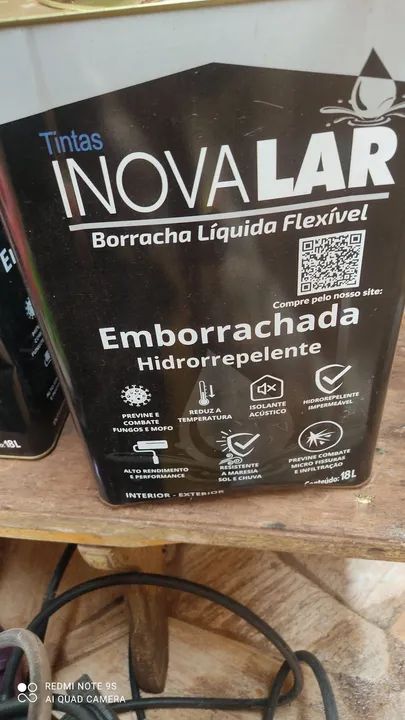 Tintas
INOVALAR
Borracha Líquida Flexível
Compre pelo nosso site:
Emborrachada
Hidrorrepelente
PREVINE E
COMBATE
FUNGOS E MOFO
REDUZ A
TEMPERATURA
ISOLANTE
ACÚSTICO
HIDROREPELENTE
IMPERMEÁVEL
ALTO RENDIMENTO
E PERFORMANCE
RESISTENTE
A MARESIA
SOL E CHUVA
PREVINE COMBATE
MICRO FISSURAS
E INFILTRAÇÃO
INTERIOR - EXTERIOR
Conteúdo: 18L
18L
REDMI NOTE 9S
AI QUAD CAMERA